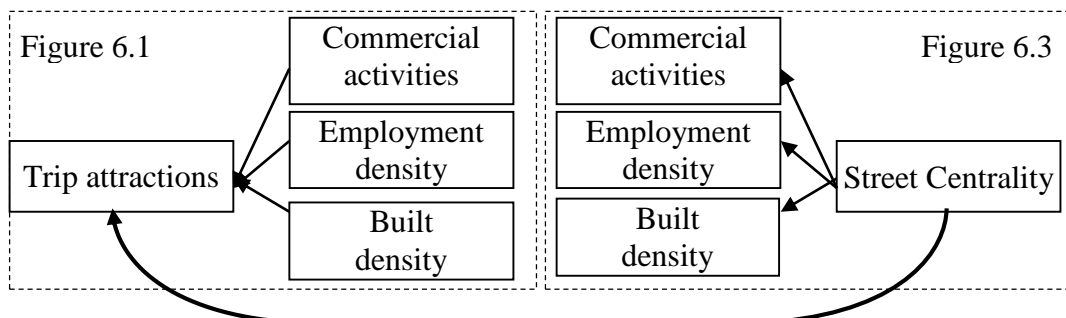 Figure 6.1
Commercial
activities
Employment
density
Trip attractions
Built
density
Commercial
activities
Figure 6.3
Employment
density
Street Centrality
Built
density